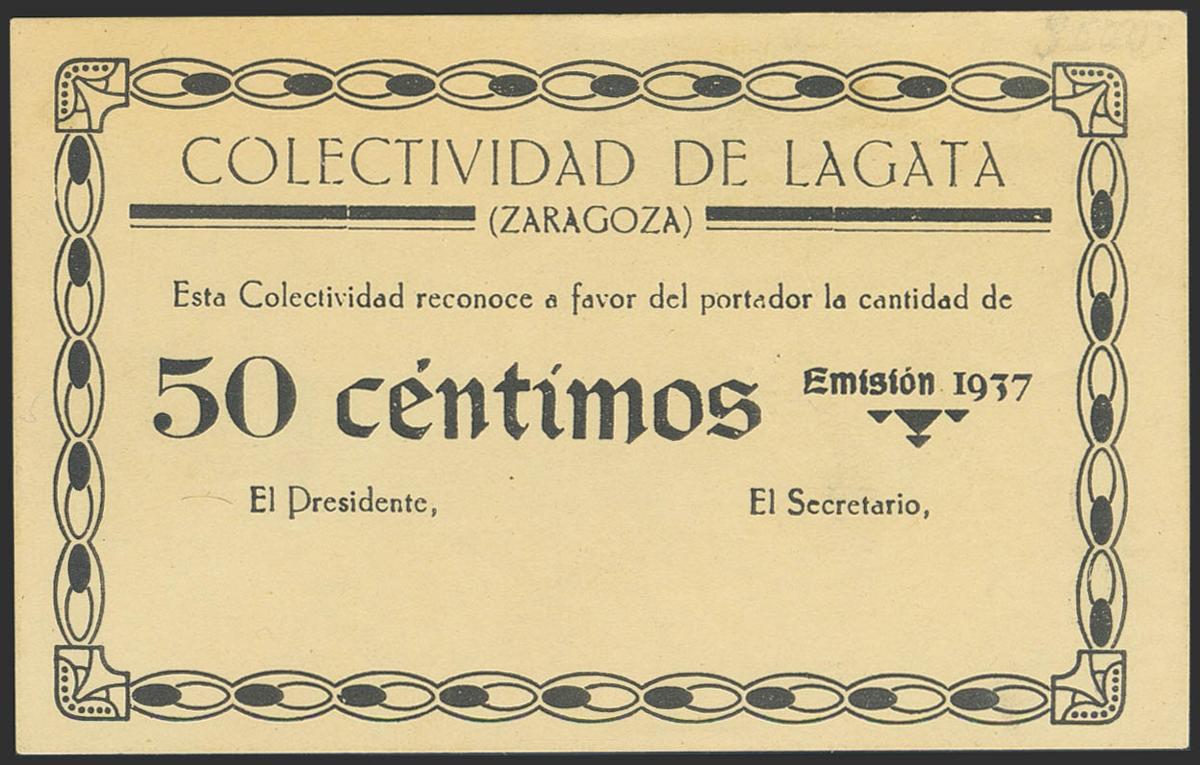 COLECTIVIDAD DE LAGATA
(ZARAGOZA)
Esta Colectividad reconoce a favor del portador la cantidad de
50 céntimos Emisión 1937
El Presidente, El Secretario,